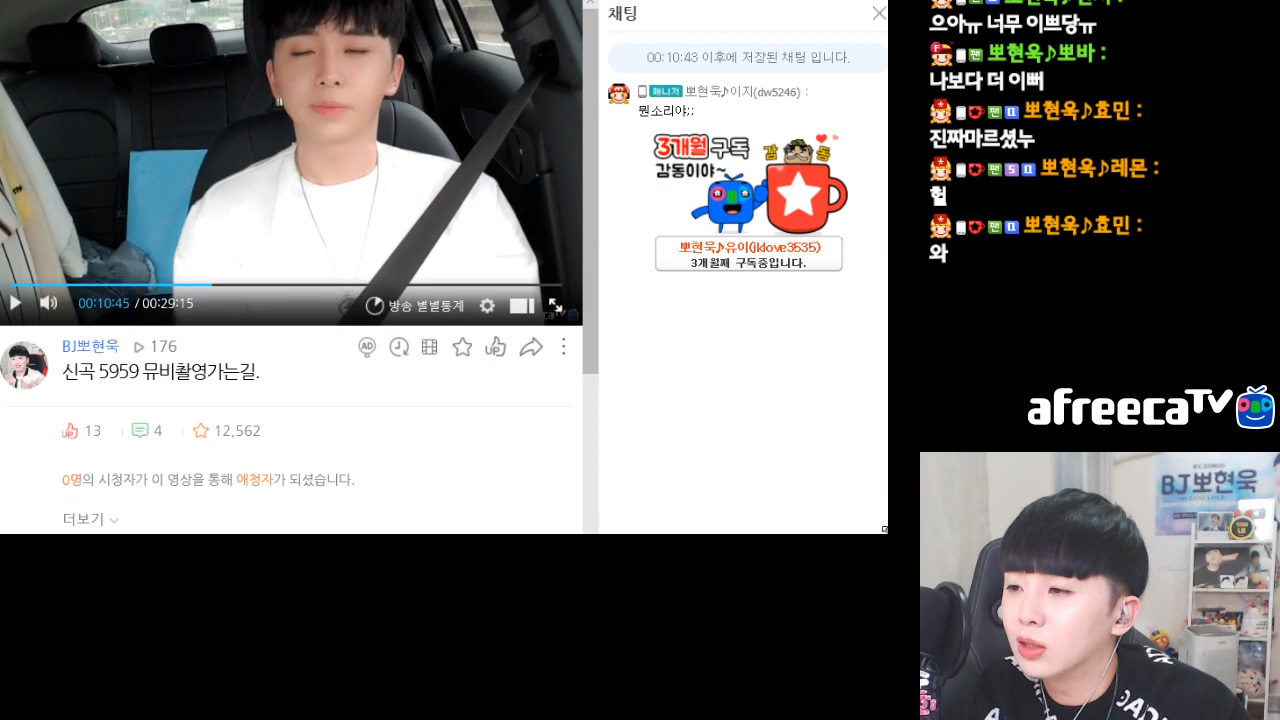 채팅
00:10:43 이후에 저장된 채팅 입니다.
매니저 뽀현욱♪이지(dw5246) :
뭔소리야;;
3개월 구독
감동이야~
감동
뽀현욱♪유이(jklove3535)
3개월째 구독중입니다.
00:10:45 / 00:29:15
방송 별별통계
BJ뽀현욱 176
AD
UP!
신곡 5959 뮤비촬영가는길.
13 4 12,562
0명의 시청자가 이 영상을 통해 애청자가 되셨습니다.
더보기
으아ㅠ 너무 이쁘당ㅠ
F 팬 뽀현욱♪뽀바 :
나보다 더 이뻐
팬 뽀현욱♪효민 :
진짜마르셨누
팬 S 뽀현욱♪레몬 :
헐
팬 뽀현욱♪효민 :
와
afreecaTV
BJ뽀현욱